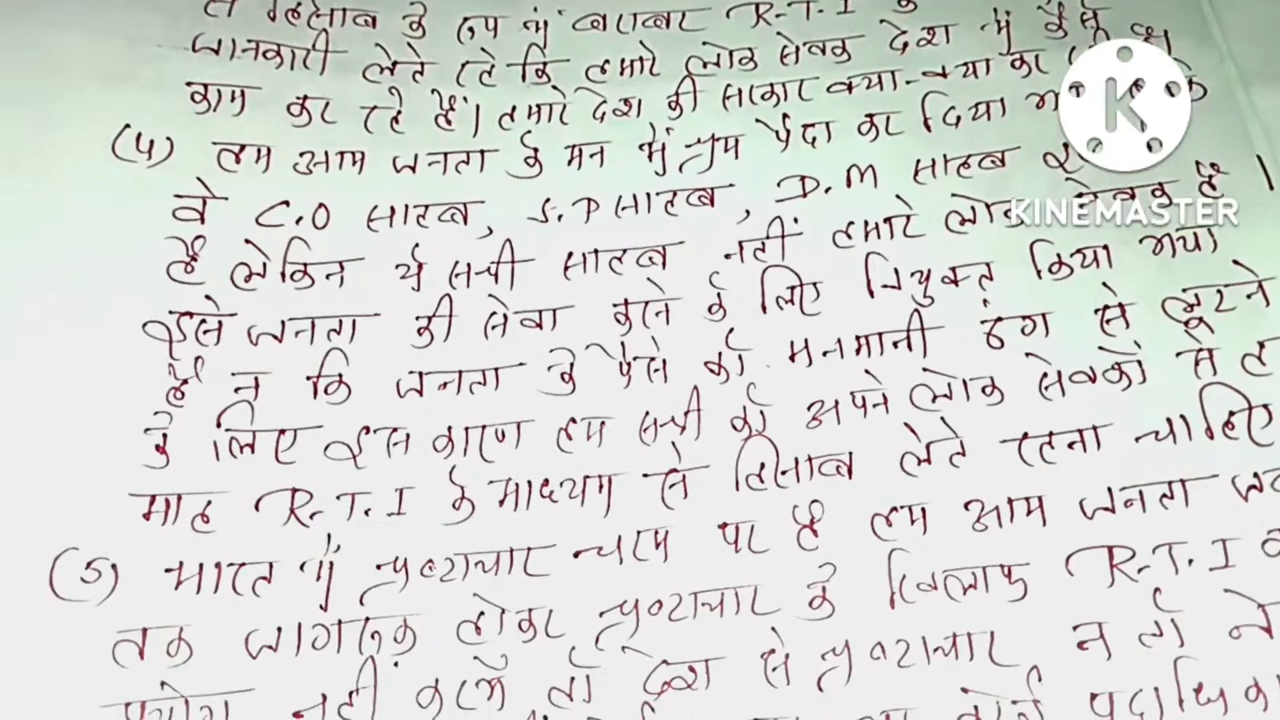 हिसाब के रूप में बराबर R.T.I
जानकारी लेते रहे कि हमारे लोक सेवक देश में कैसे
काम कर रहे हैं। हमारे देश की सरकार क्या-क्या कर
(4) हम आम जनता के मन में भ्रम पैदा कर दिया
वे C.O साहब, S.P साहब, D.M साहब
है लेकिन ये सभी साहब नहीं हमारे लोक सेवक है।
इसे जनता की सेवा करने के लिए नियुक्त किया गया
है न कि जनता के पैसे को मनमानी ढंग से लूटने
के लिए इस कारण हम सभी को अपने लोक सेवकों से
माह R.T.I के माध्यम से हिसाब लेते रहना चाहिए
(5) भारत में भ्रष्टाचार चरम पर है हम आम जनता
तक जागरूक होकर भ्रष्टाचार के खिलाफ R.T.I
प्रयोग नहीं करेंगे तो देश से भ्रष्टाचार न तो
K
KINEMASTER